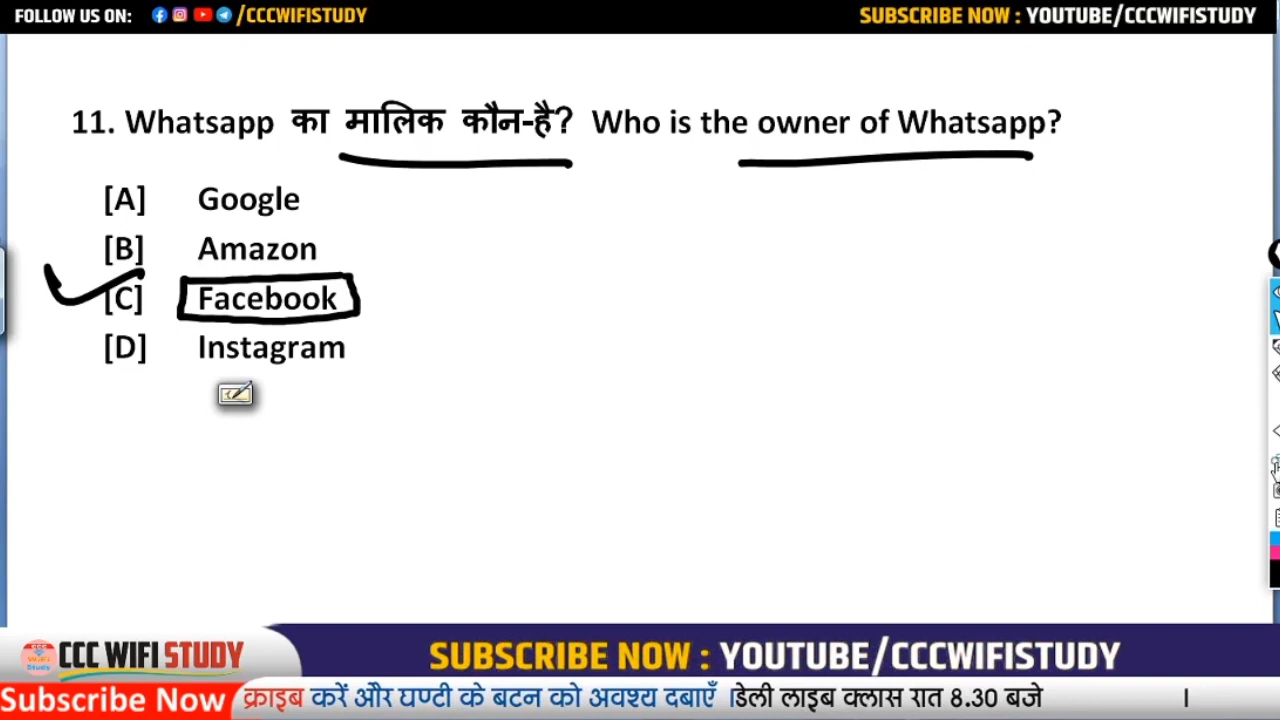 FOLLOW US ON: /CCCWIFISTUDY
SUBSCRIBE NOW : YOUTUBE/CCCWIFISTUDY
11. Whatsapp का मालिक कौन-है? Who is the owner of Whatsapp?
[A] Google
[B] Amazon
[C] Facebook
[D] Instagram
CCC WIFI STUDY
SUBSCRIBE NOW : YOUTUBE/CCCWIFISTUDY
Subscribe Now क्राइब करें और घण्टी के बटन को अवश्य दबाएँ ।डेली लाइब क्लास रात 8.30 बजे ।